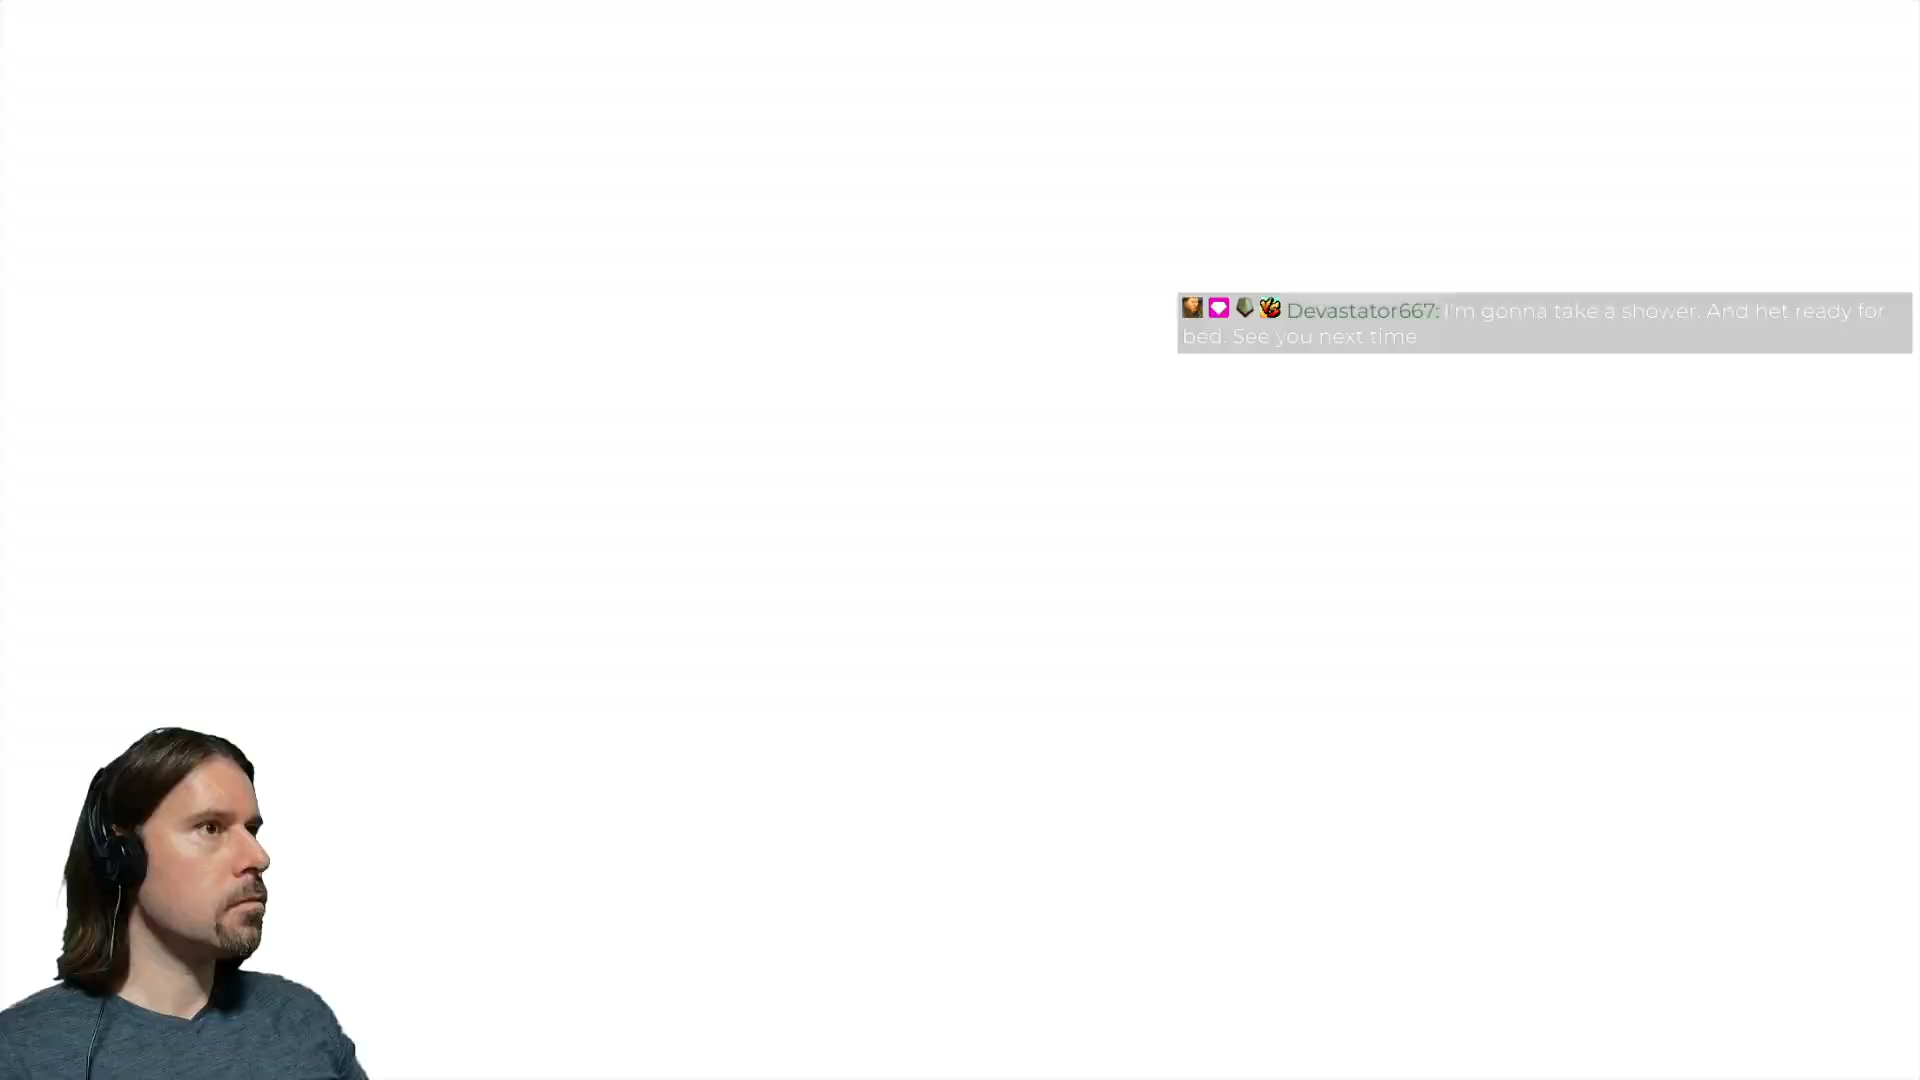 Devastator667: I'm gonna take a shower. And het ready for
bed. See you next time